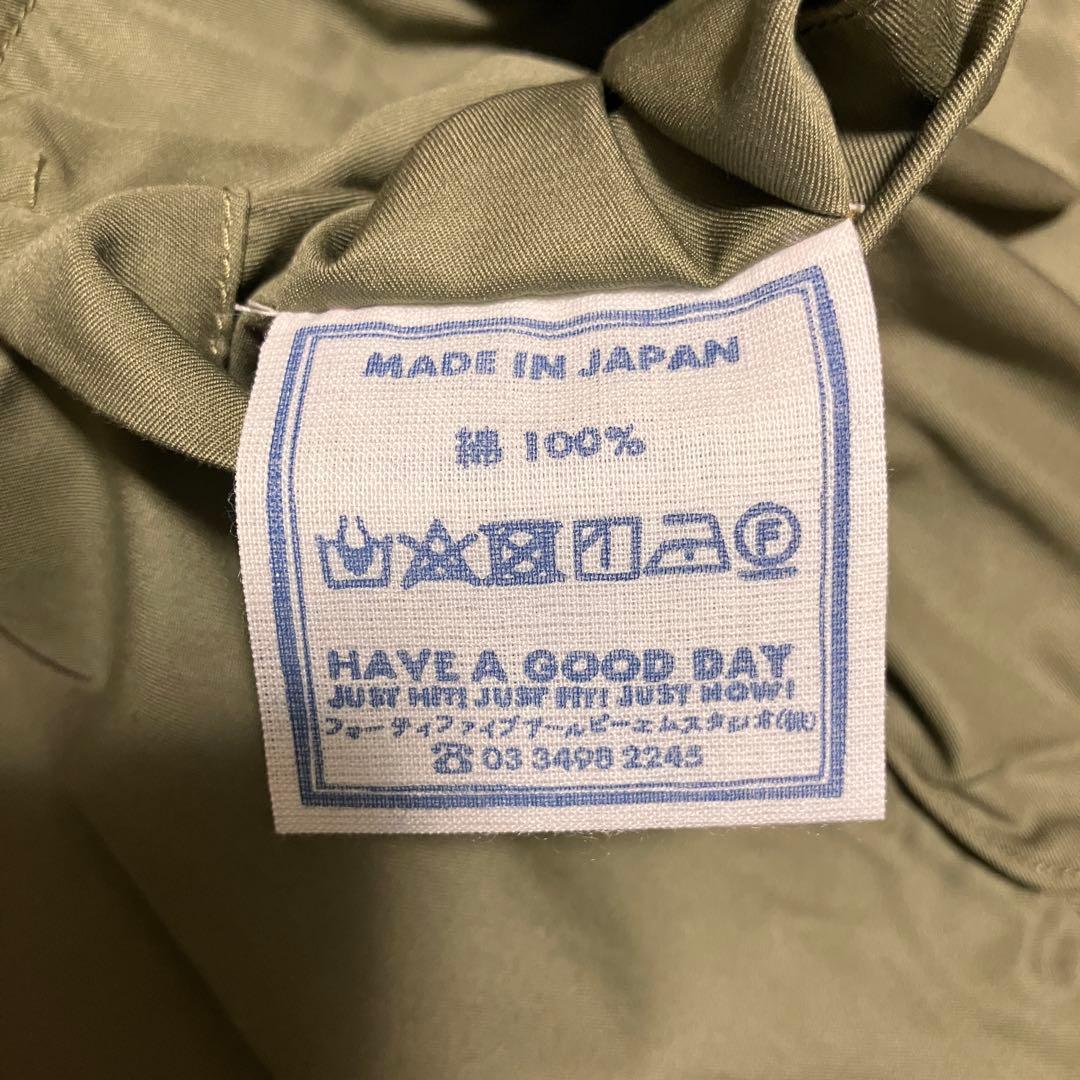 MADE IN JAPAN
綿 100%
F
HAVE A GOOD DAY
JUST HIT! JUST FIT! JUST NOW!
フォーティファイブアールピーエムスタジオ(株)
☎ 03 3498 2245